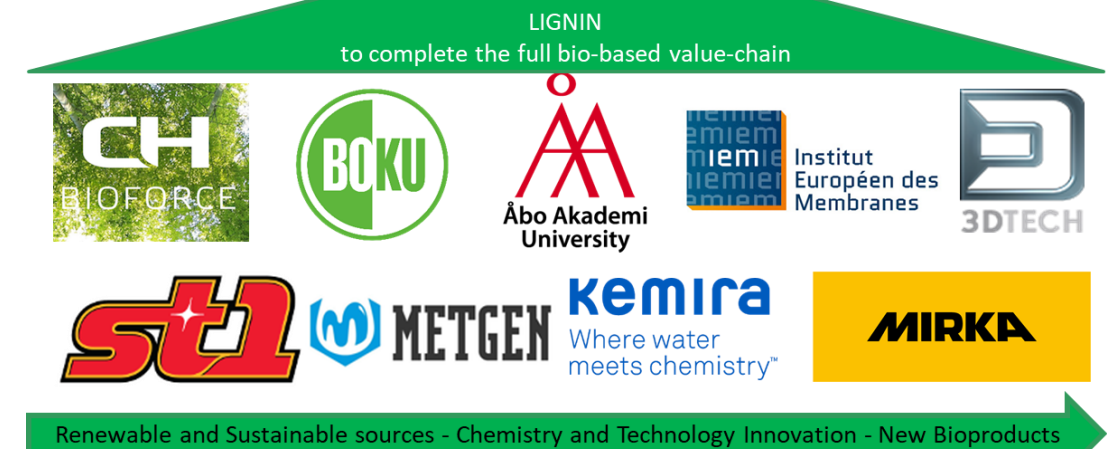 LIGNIN
to complete the full bio-based value-chain
CH
BIOFORCE
BOKU
Åbo Akademi
University
iem
Institut
Européen des
Membranes
3DTECH
st1
METGEN
kemira
Where water
meets chemistry™
MIRKA
Renewable and Sustainable sources - Chemistry and Technology Innovation - New Bioproducts